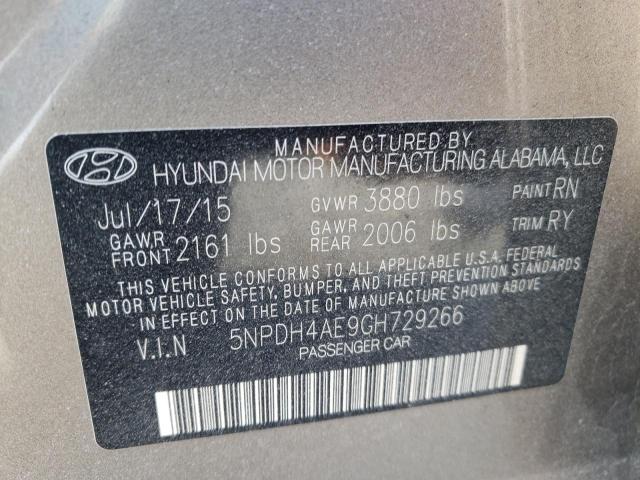 MANUFACTURED BY
HYUNDAI MOTOR MANUFACTURING ALABAMA, LLC
Jul/17/15 GVWR 3880 lbs PAINT RN
GAWR FRONT 2161 lbs GAWR REAR 2006 lbs TRIM RY
THIS VEHICLE CONFORMS TO ALL APPLICABLE U.S.A. FEDERAL
MOTOR VEHICLE SAFETY, BUMPER, AND THEFT PREVENTION STANDARDS
IN EFFECT ON THE DATE OF MANUFACTURE SHOWN ABOVE.
V.I.N 5NPDH4AE9GH729266
PASSENGER CAR